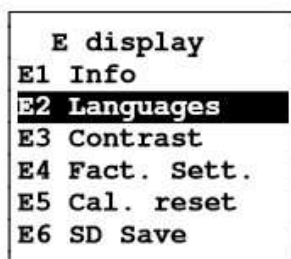 E display
E1 Info
E2 Languages
E3 Contrast
E4 Fact. Sett.
E5 Cal. reset
E6 SD Save